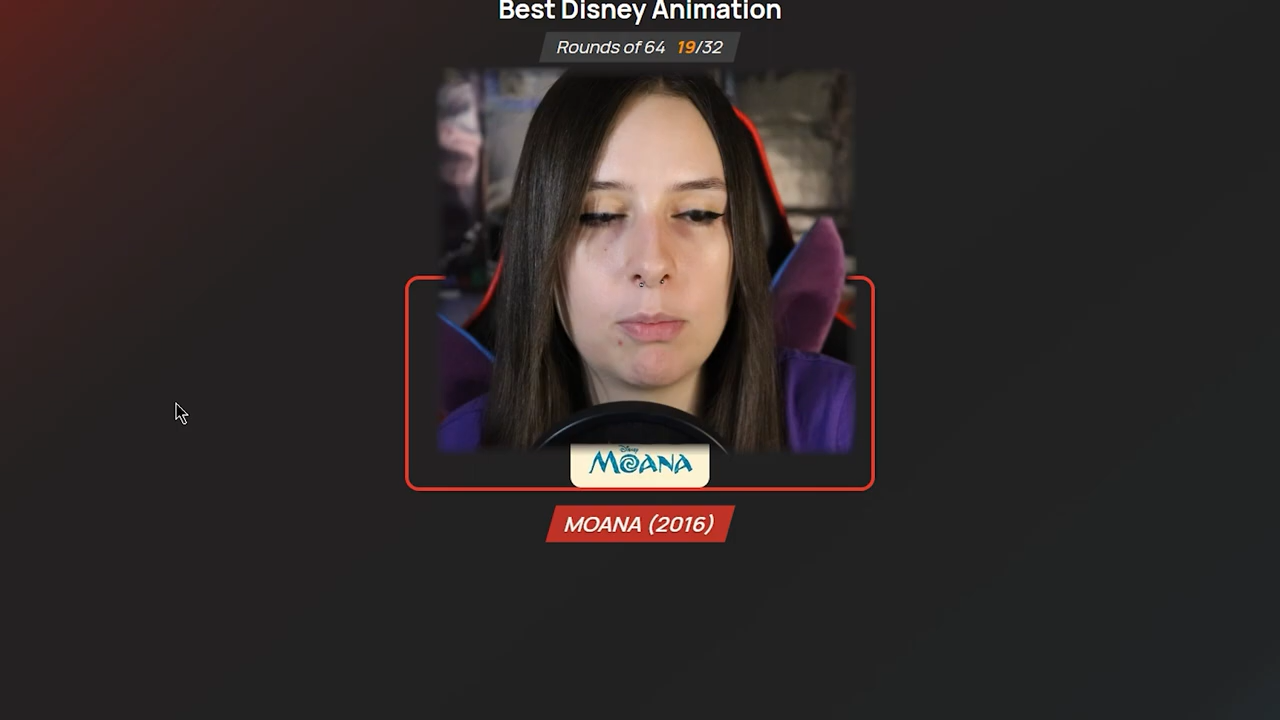 Best Disney Animation
Rounds of 64 19/32
Disney
MOANA
MOANA (2016)